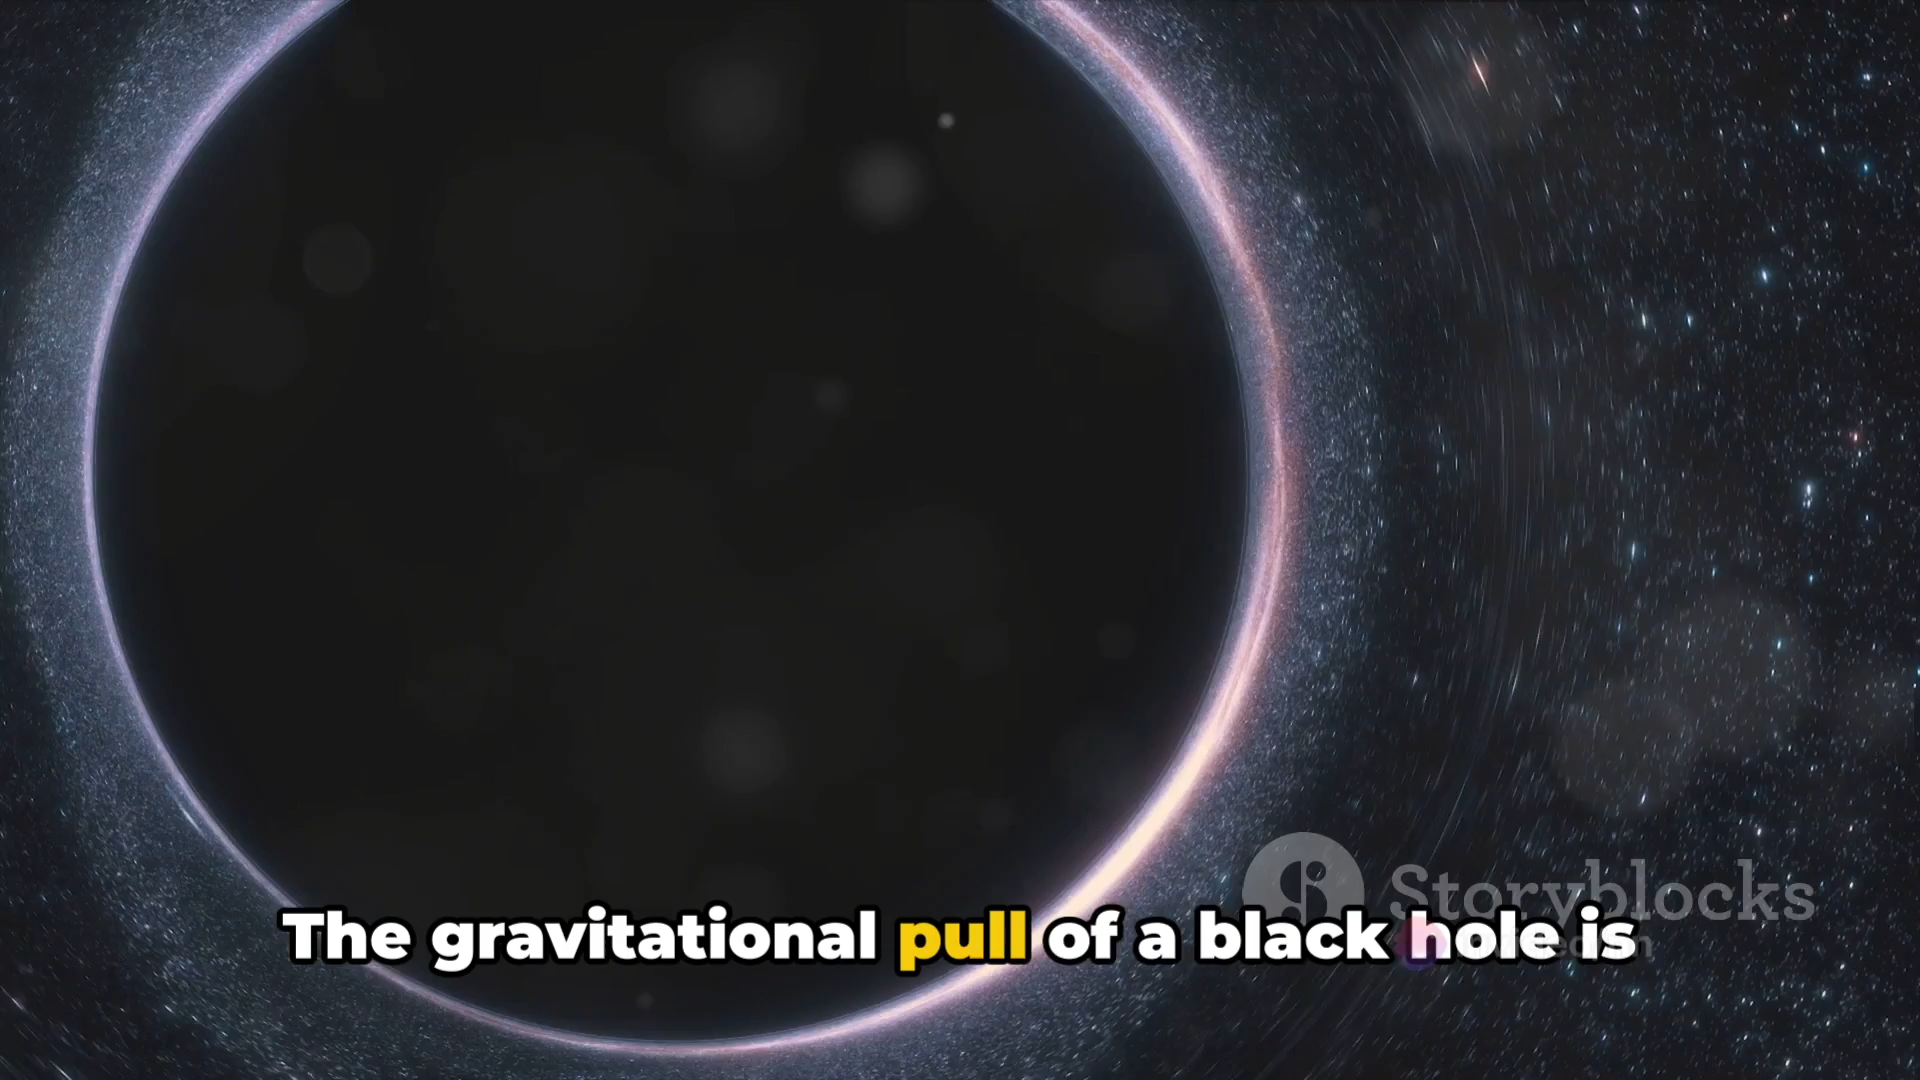 Storyblocks
The gravitational pull of a black hole is